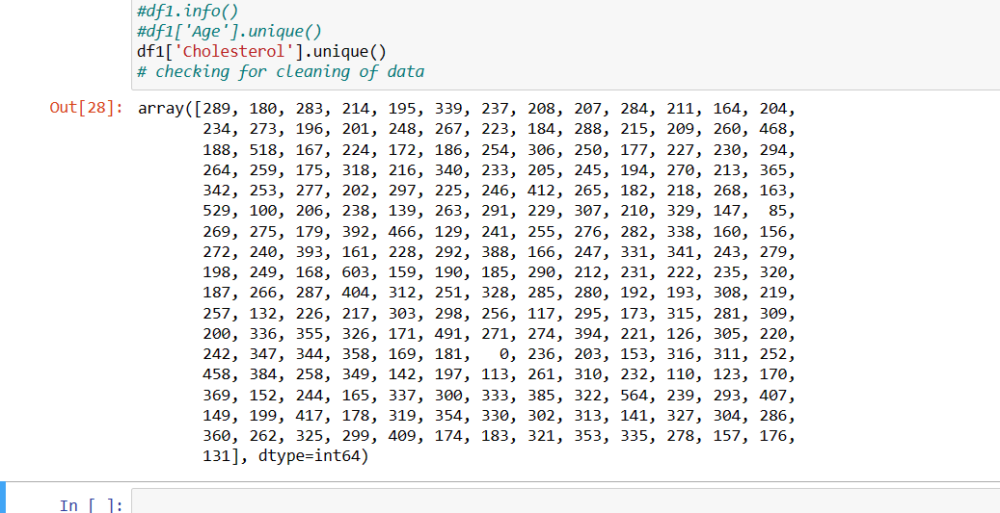 #df1.info()
#df1['Age'].unique()
df1['Cholesterol'].unique()
# checking for cleaning of data
Out[28]: array([289, 180, 283, 214, 195, 339, 237, 208, 207, 284, 211, 164, 204,
234, 273, 196, 201, 248, 267, 223, 184, 288, 215, 209, 260, 468,
188, 518, 167, 224, 172, 186, 254, 306, 250, 177, 227, 230, 294,
264, 259, 175, 318, 216, 340, 233, 205, 245, 194, 270, 213, 365,
342, 253, 277, 202, 297, 225, 246, 412, 265, 182, 218, 268, 163,
529, 100, 206, 238, 139, 263, 291, 229, 307, 210, 329, 147, 85,
269, 275, 179, 392, 466, 129, 241, 255, 276, 282, 338, 160, 156,
272, 240, 393, 161, 228, 292, 388, 166, 247, 331, 341, 243, 279,
198, 249, 168, 603, 159, 190, 185, 290, 212, 231, 222, 235, 320,
187, 266, 287, 404, 312, 251, 328, 285, 280, 192, 193, 308, 219,
257, 132, 226, 217, 303, 298, 256, 117, 295, 173, 315, 281, 309,
200, 336, 355, 326, 171, 491, 271, 274, 394, 221, 126, 305, 220,
242, 347, 344, 358, 169, 181, 0, 236, 203, 153, 316, 311, 252,
458, 384, 258, 349, 142, 197, 113, 261, 310, 232, 110, 123, 170,
369, 152, 244, 165, 337, 300, 333, 385, 322, 564, 239, 293, 407,
149, 199, 417, 178, 319, 354, 330, 302, 313, 141, 327, 304, 286,
360, 262, 325, 299, 409, 174, 183, 321, 353, 335, 278, 157, 176,
131], dtype=int64)
In [ ]: